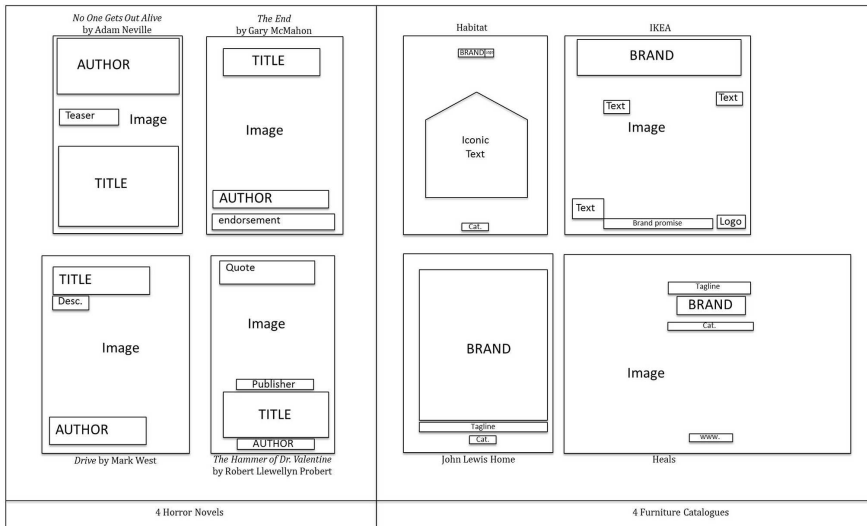 No One Gets Out Alive
by Adam Neville
AUTHOR
Teaser
Image
TITLE
The End
by Gary McMahon
TITLE
Image
AUTHOR
endorsement
TITLE
Desc.
Image
AUTHOR
Drive by Mark West
Quote
Image
Publisher
TITLE
AUTHOR
The Hammer of Dr. Valentine
by Robert Llewellyn Probert
4 Horror Novels
Habitat
BRAND
Iconic
Text
Cat.
IKEA
BRAND
Text
Text
Image
Text
Brand promise
Logo
BRAND
Tagline
Cat.
John Lewis Home
Tagline
BRAND
Cat.
Image
www.
Heals
4 Furniture Catalogues